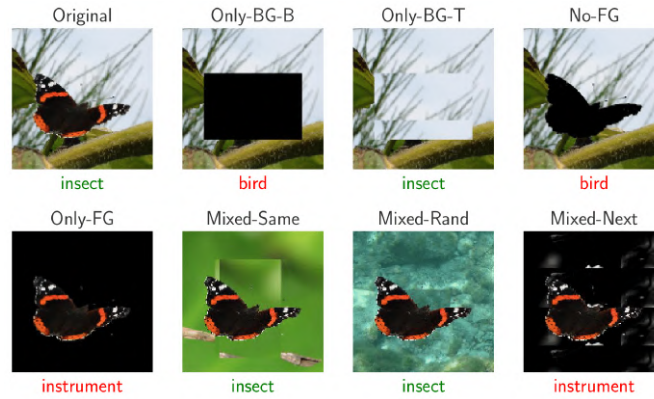 Original Only-BG-B Only-BG-T No-FG
insect bird insect bird
Only-FG Mixed-Same Mixed-Rand Mixed-Next
instrument insect insect instrument